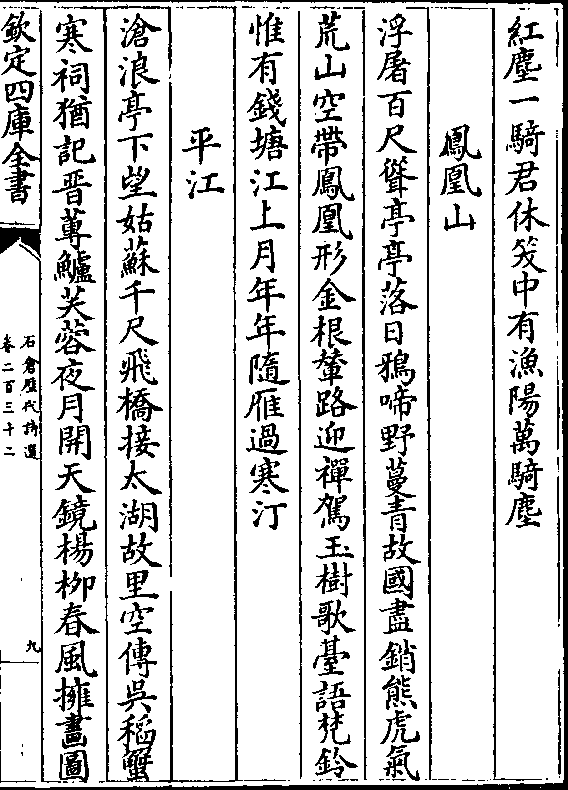 紅塵一騎君休笑中有漁陽萬騎塵
鳳凰山
浮屠百尺聳亭亭落日鴉啼野蔓青故國盡銷熊虎氣
荒山空帶鳳凰形金根輦路迎禪駕玉樹歌臺語梵鈴
惟有錢塘江上月年年隨雁過寒汀
平江
滄浪亭下望姑蘇千尺飛橋接太湖故里空傳吳稻蟹
寒祠猶記晋蓴鱸芙蓉夜月開天鏡楊柳春風擁畵圖
欽定四庫全書
石倉歷代詩選
卷二百三十二
九